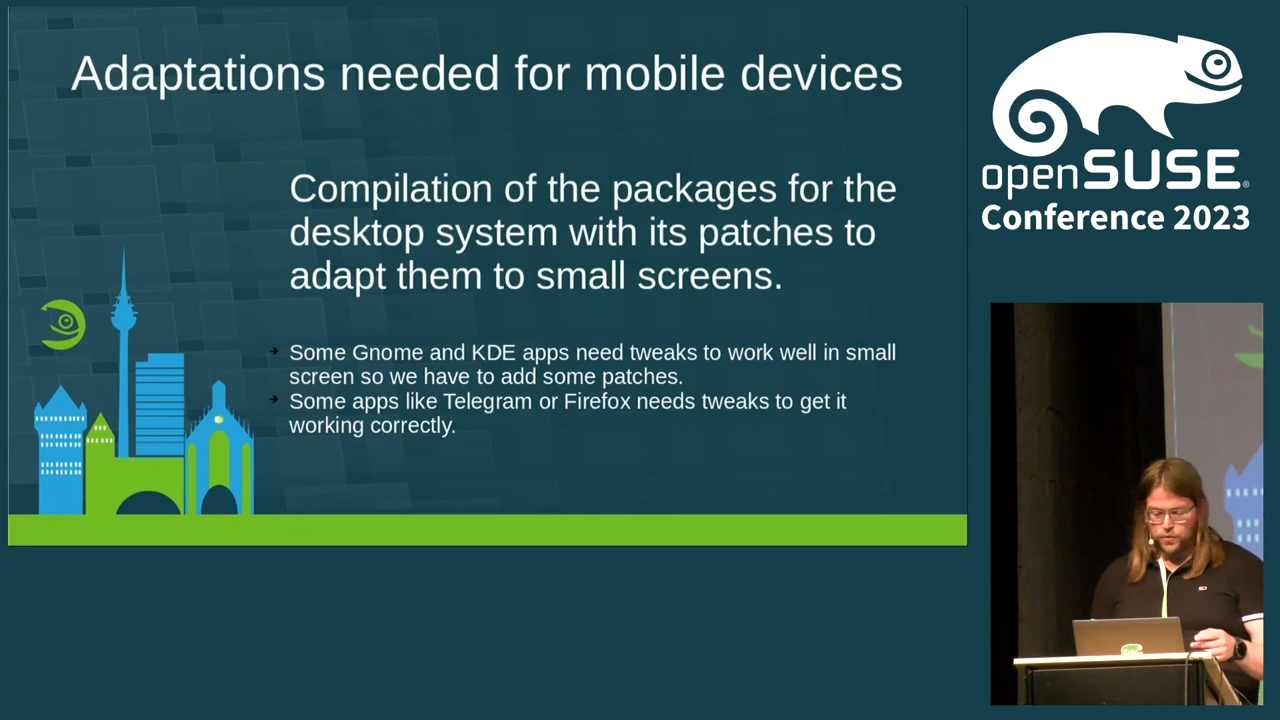 Adaptations needed for mobile devices
Compilation of the packages for the
desktop system with its patches to
adapt them to small screens.
Some Gnome and KDE apps need tweaks to work well in small
screen so we have to add some patches.
Some apps like Telegram or Firefox needs tweaks to get it
working correctly.
openSUSE®
Conference 2023